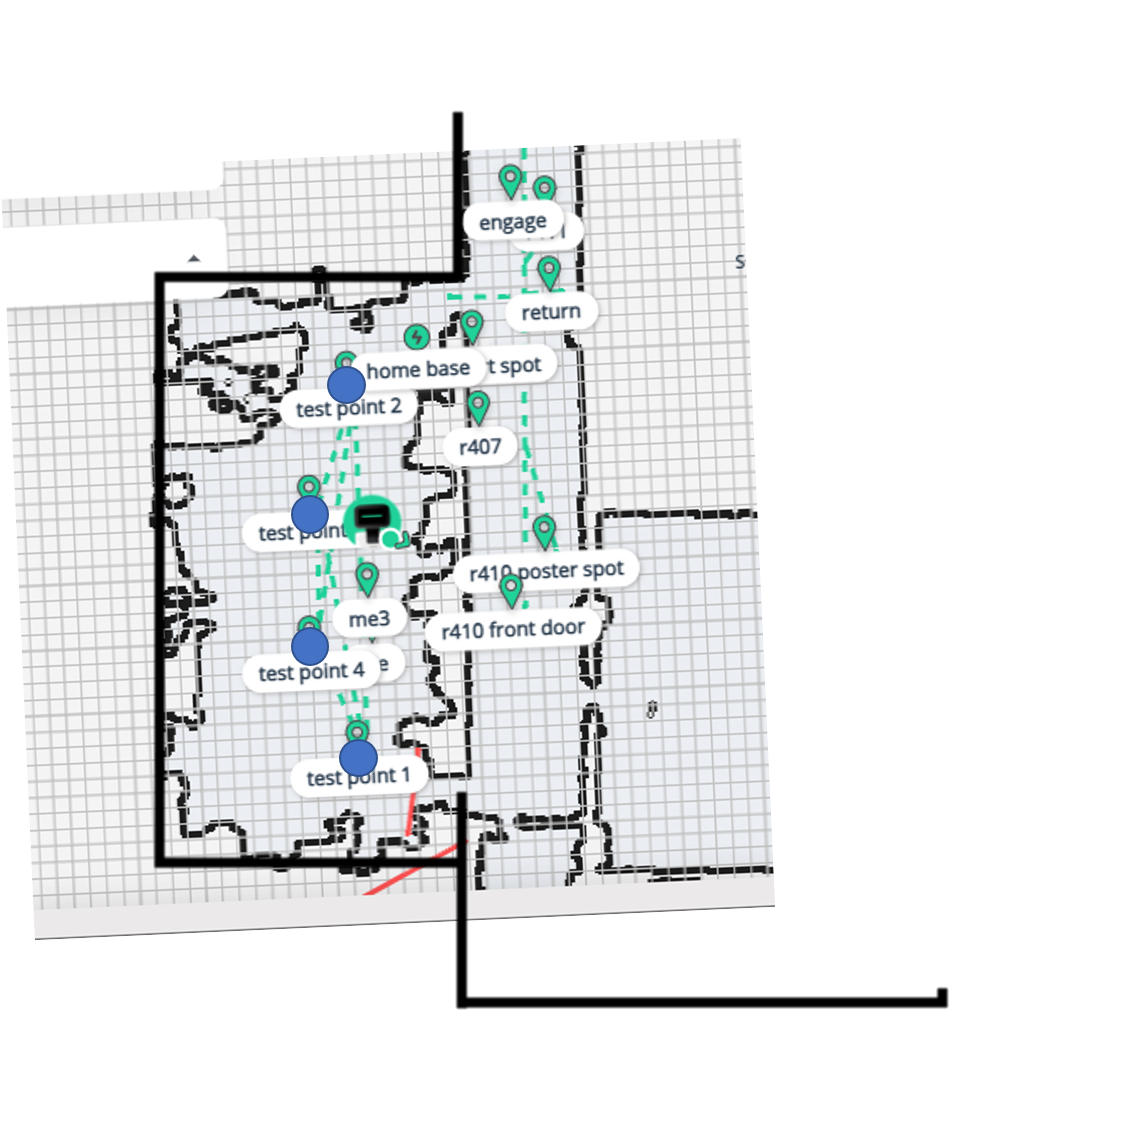 engage
return
home base
t spot
test point 2
r407
test point
r410 poster spot
me3
r410 front door
test point 4
e
test point 1